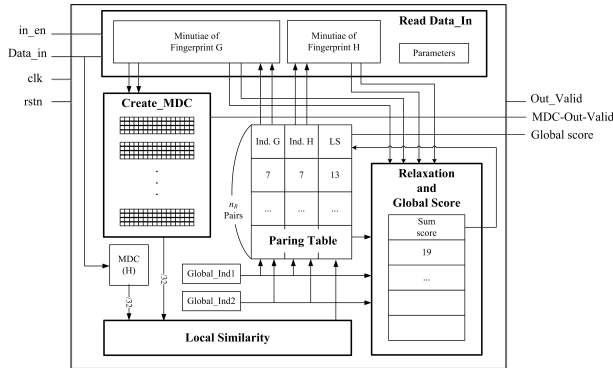 in_en
Data_in
clk
rstn
Read Data_In
Minutiae of
Fingerprint G
Minutiae of
Fingerprint H
Parameters
Create_MDC
.
.
.
MDC
(H)
32
32
Ind. G Ind. H LS
7 7 13
... ... ...
Paring Table
n_R
Pairs
Global_Ind1
Global_Ind2
Local Similarity
Relaxation
and
Global Score
Sum
score
19
...
Out_Valid
MDC-Out-Valid
Global score